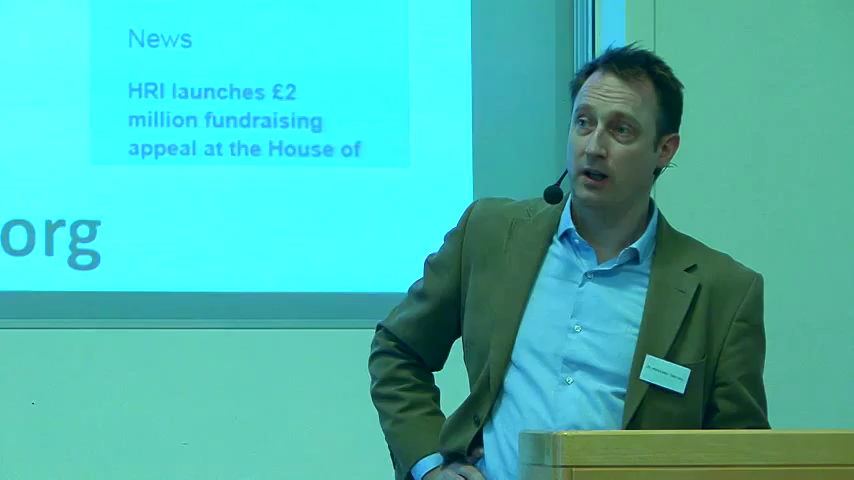 News
HRI launches £2
million fundraising
appeal at the House of
org